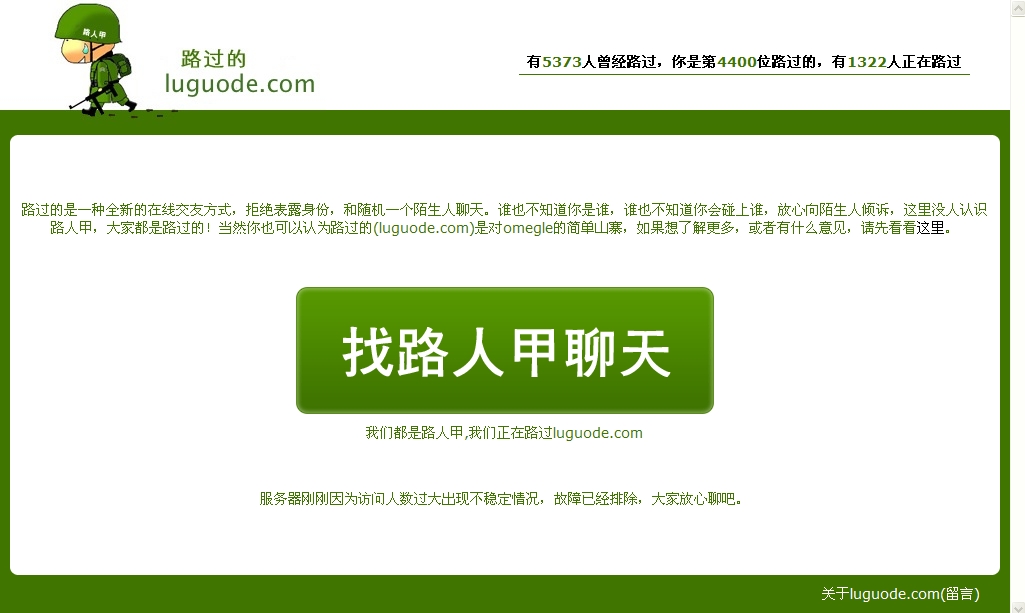 路人甲
路过的
luguode.com
有5373人曾经路过，你是第4400位路过的，有1322人正在路过
路过的是一种全新的在线交友方式，拒绝表露身份，和随机一个陌生人聊天。谁也不知道你是谁，谁也不知道你会碰上谁，放心向陌生人倾诉，这里没人认识
路人甲，大家都是路过的！当然你也可以认为路过的(luguode.com)是对omegle的简单山寨，如果想了解更多，或者有什么意见，请先看看这里。
找路人甲聊天
我们都是路人甲,我们正在路过luguode.com
服务器刚刚因为访问人数过大出现不稳定情况，故障已经排除，大家放心聊吧。
关于luguode.com(留言)